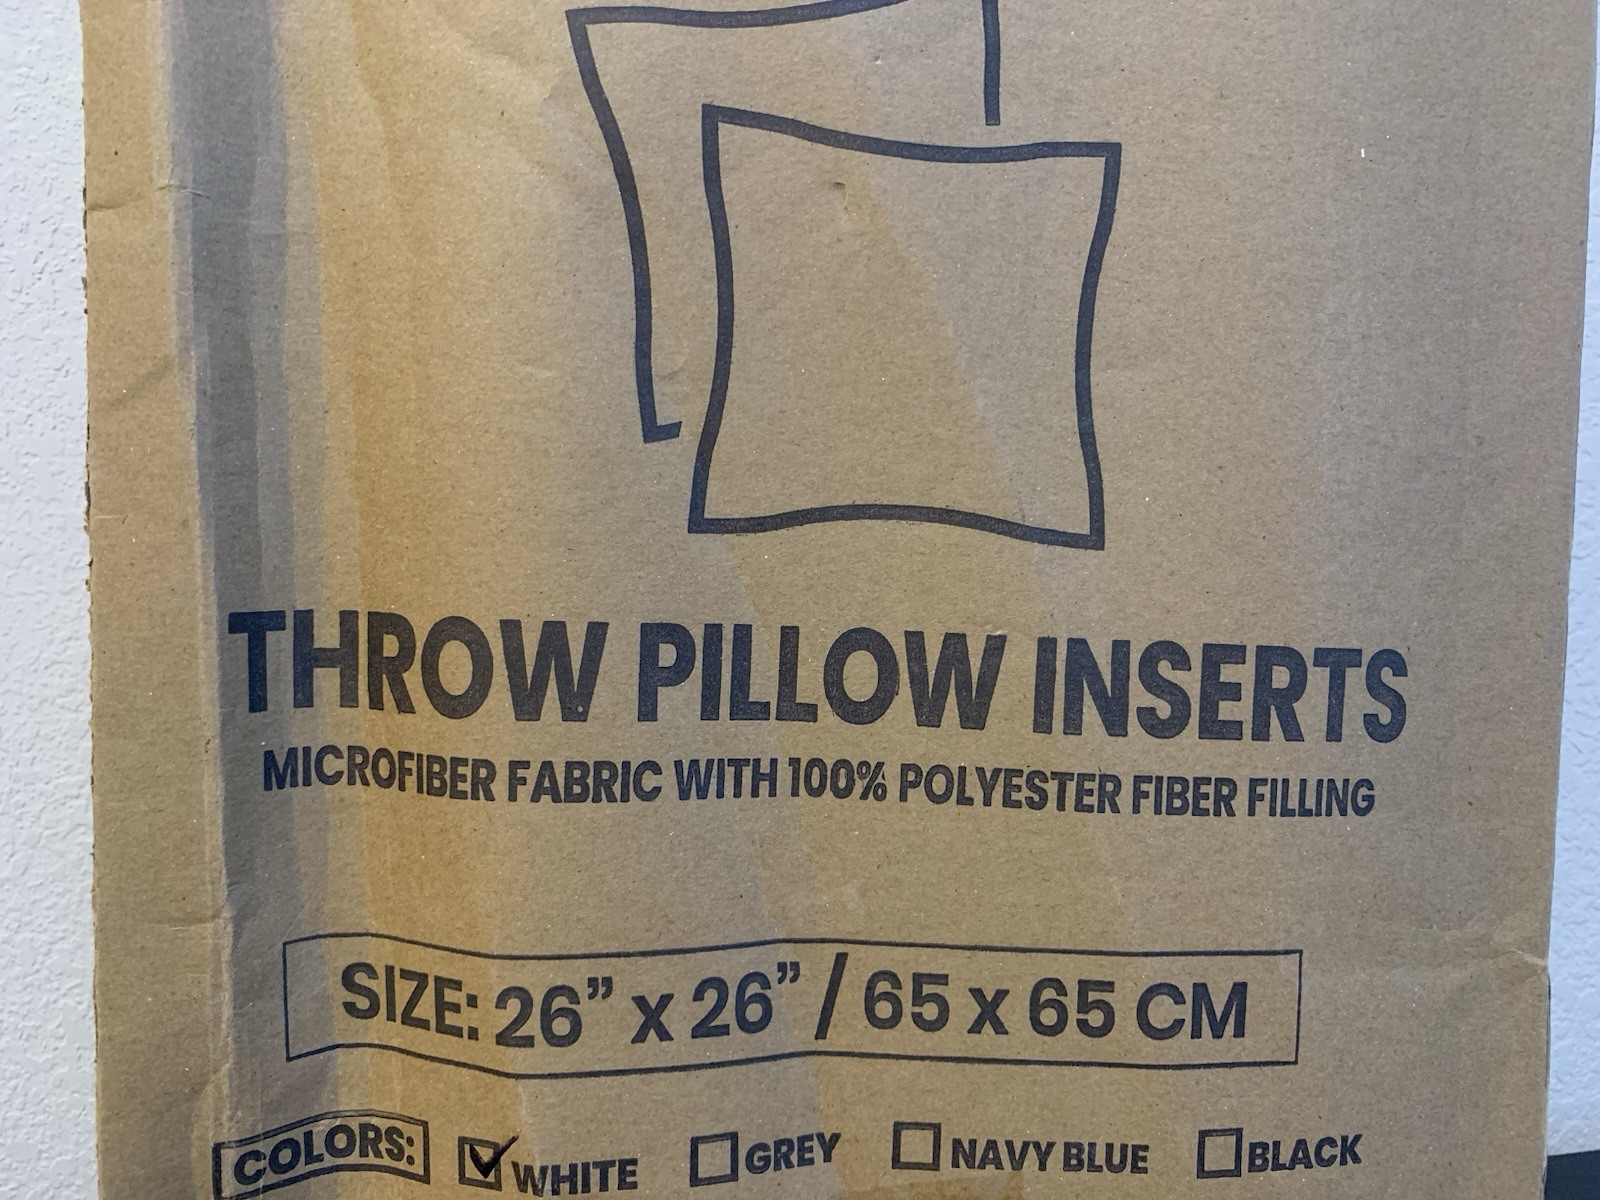 THROW PILLOW INSERTS
MICROFIBER FABRIC WITH 100% POLYESTER FIBER FILLING
SIZE: 26” x 26” / 65 x 65 CM
COLORS: WHITE GREY NAVY BLUE BLACK